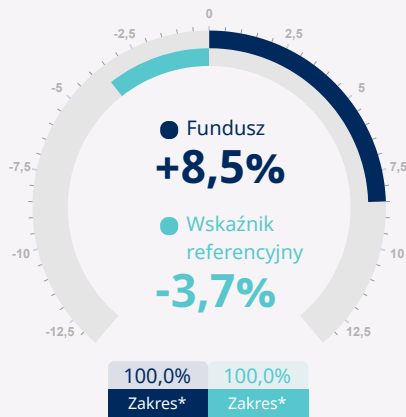 0
-2,5 2,5
-5 5
-7,5 7,5
-10 10
-12,5 12,5
Fundusz
+8,5%
Wskaźnik
referencyjny
-3,7%
100,0% 100,0%
Zakres* Zakres*